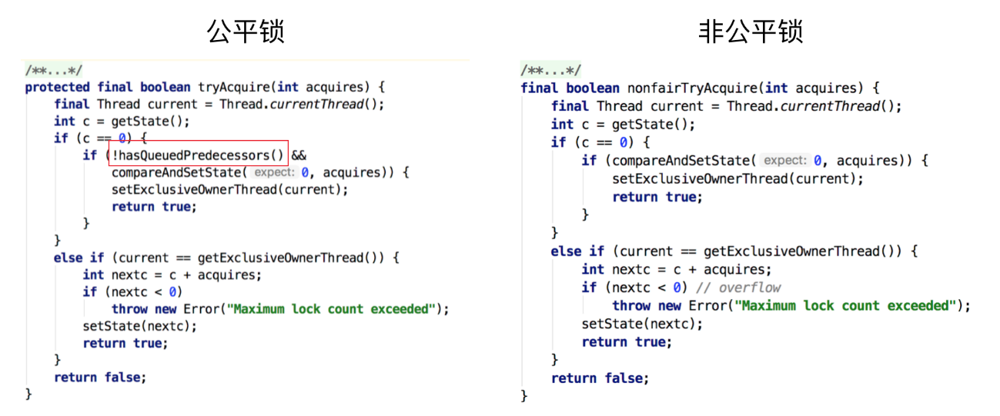 公平锁
/**...*/
protected final boolean tryAcquire(int acquires) {
final Thread current = Thread.currentThread();
int c = getState();
if (c == 0) {
if (!hasQueuedPredecessors() &&
compareAndSetState( expect: 0, acquires)) {
setExclusiveOwnerThread(current);
return true;
}
}
else if (current == getExclusiveOwnerThread()) {
int nextc = c + acquires;
if (nextc < 0)
throw new Error("Maximum lock count exceeded");
setState(nextc);
return true;
}
return false;
}
非公平锁
/**...*/
final boolean nonfairTryAcquire(int acquires) {
final Thread current = Thread.currentThread();
int c = getState();
if (c == 0) {
if (compareAndSetState( expect: 0, acquires)) {
setExclusiveOwnerThread(current);
return true;
}
}
else if (current == getExclusiveOwnerThread()) {
int nextc = c + acquires;
if (nextc < 0) // overflow
throw new Error("Maximum lock count exceeded");
setState(nextc);
return true;
}
return false;
}